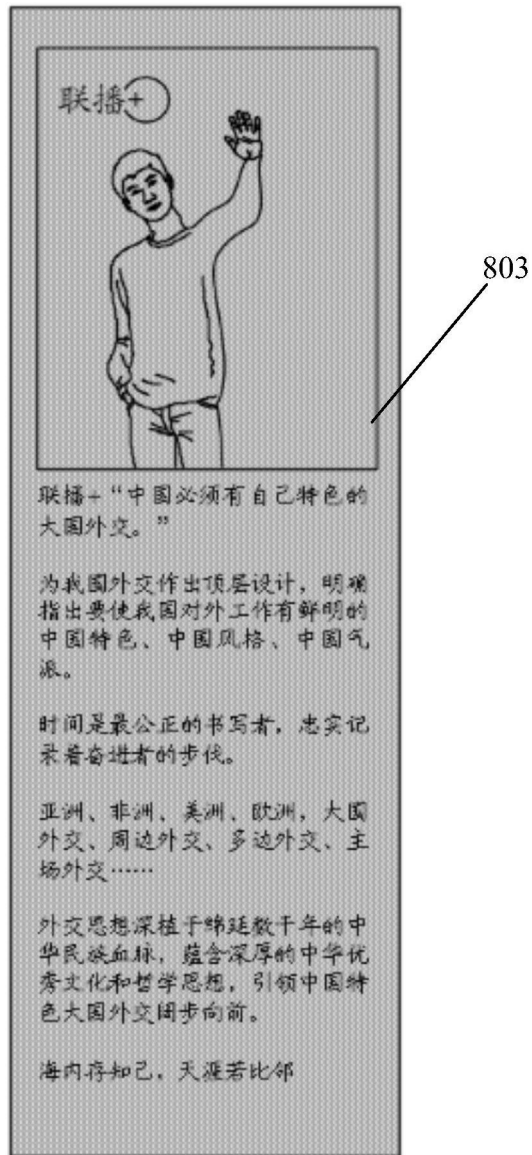 联播+
803
联播+“中国必须有自己特色的
大国外交。”
为我国外交作出顶层设计，明确
指出要使我国对外工作有鲜明的
中国特色、中国风格、中国气
派。
时间是最公正的书写者，忠实记
录着奋进者的步伐。
亚洲、非洲、美洲、欧洲，大国
外交、周边外交、多边外交、主
场外交……
外交思想深植于绵延数千年的中
华民族血脉，蕴含深厚的中华优
秀文化和哲学思想，引领中国特
色大国外交阔步向前。
海内存知己，天涯若比邻